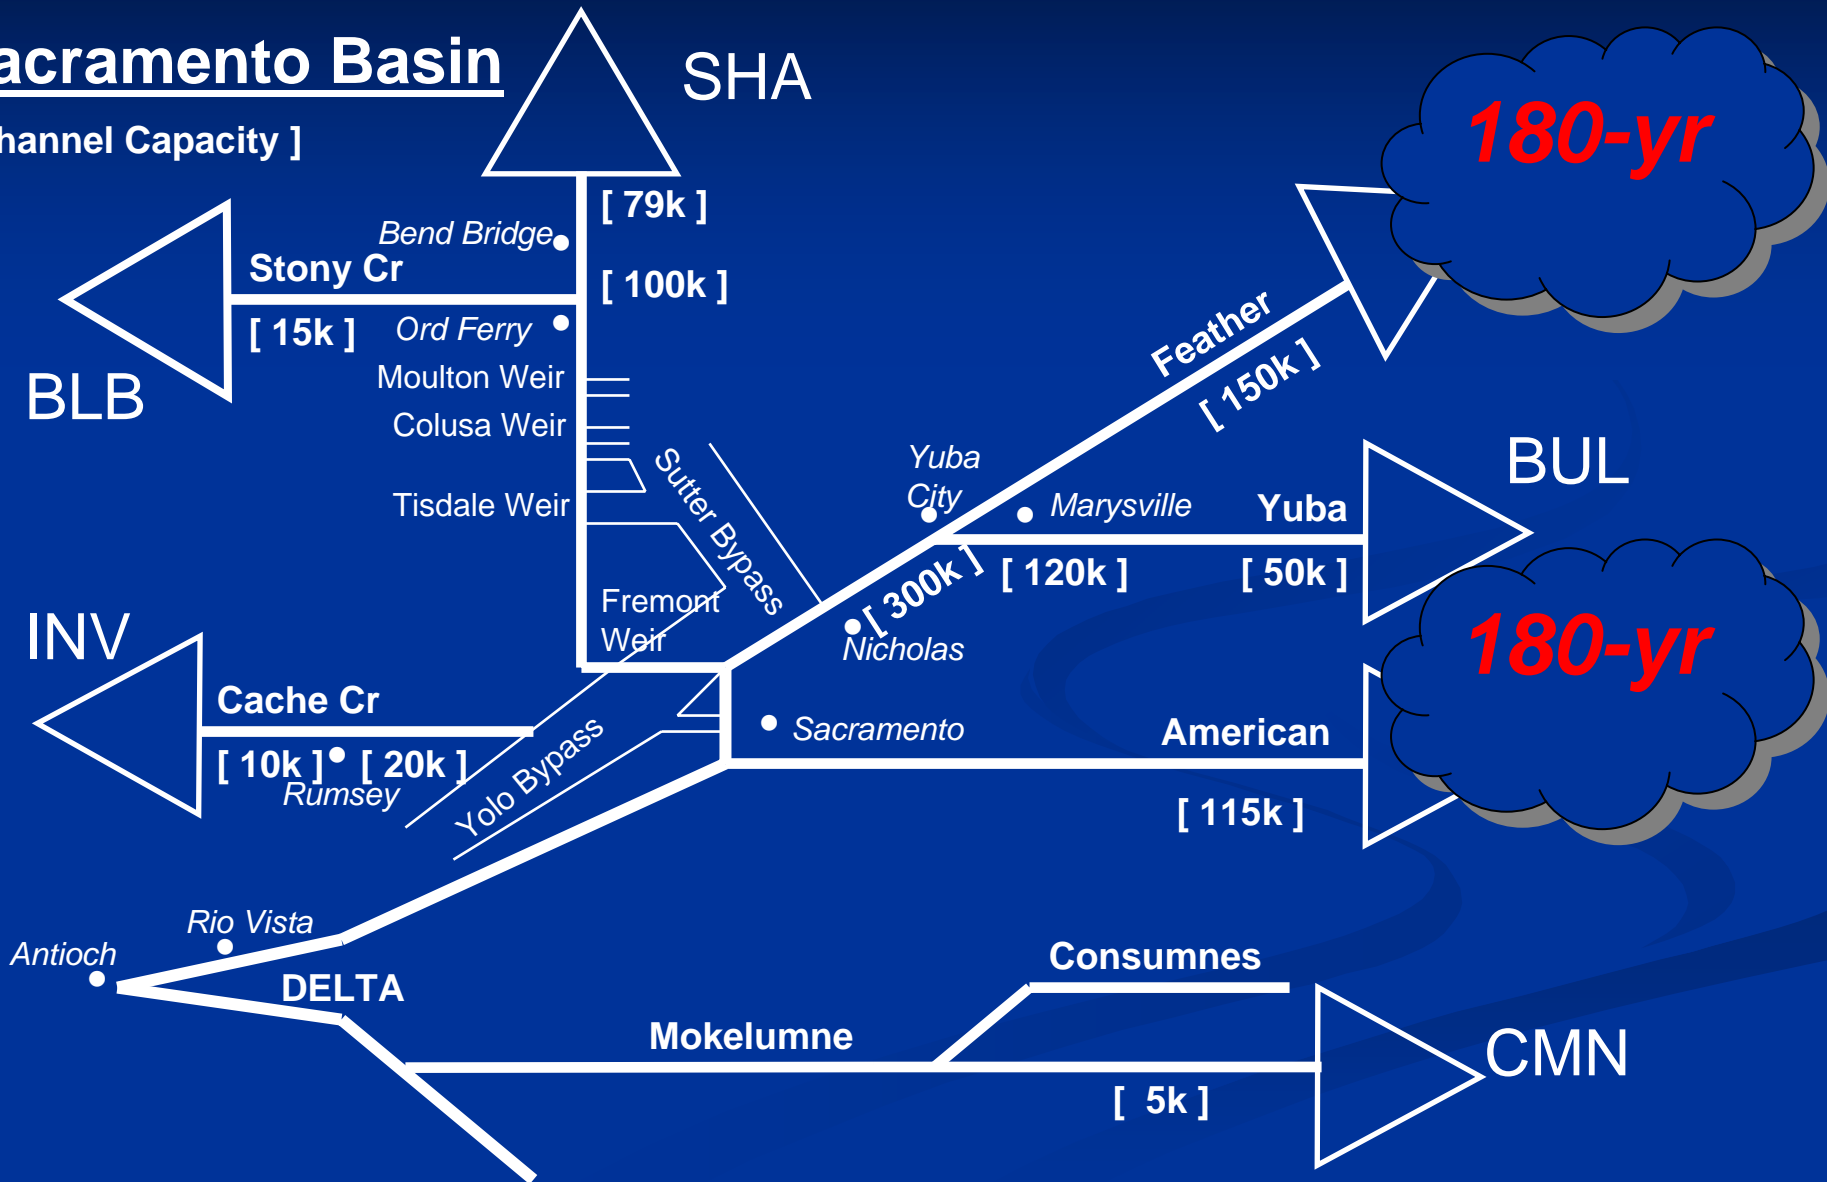 acramento Basin
hannel Capacity ]
SHA
180-yr
[ 79k ]
Bend Bridge
Stony Cr
[ 100k ]
[ 15k ]
Ord Ferry
Feather
[ 150k ]
BLB
Moulton Weir
Colusa Weir
Tisdale Weir
Sutter Bypass
Yuba
City
Marysville
Yuba
BUL
[ 300k ]
[ 120k ]
[ 50k ]
Fremont
Weir
Nicholas
180-yr
INV
Cache Cr
[ 10k ]
[ 20k ]
Rumsey
Yolo Bypass
Sacramento
American
[ 115k ]
Rio Vista
Antioch
DELTA
Consumnes
Mokelumne
CMN
[ 5k ]